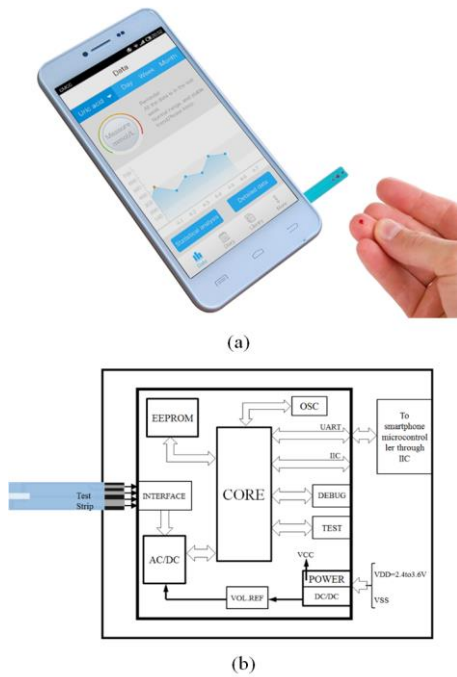 Data
Uric acid Day Week Month
Measure
Statistical analysis
Detailed data
(a)
EEPROM
OSC
UART
To
smartphone
microcontrol
ler through
IIC
IIC
CORE
Test
Strip
INTERFACE
DEBUG
TEST
AC/DC
VCC
POWER
VDD=2.4to3.6V
DC/DC
VOL.REF
VSS
(b)